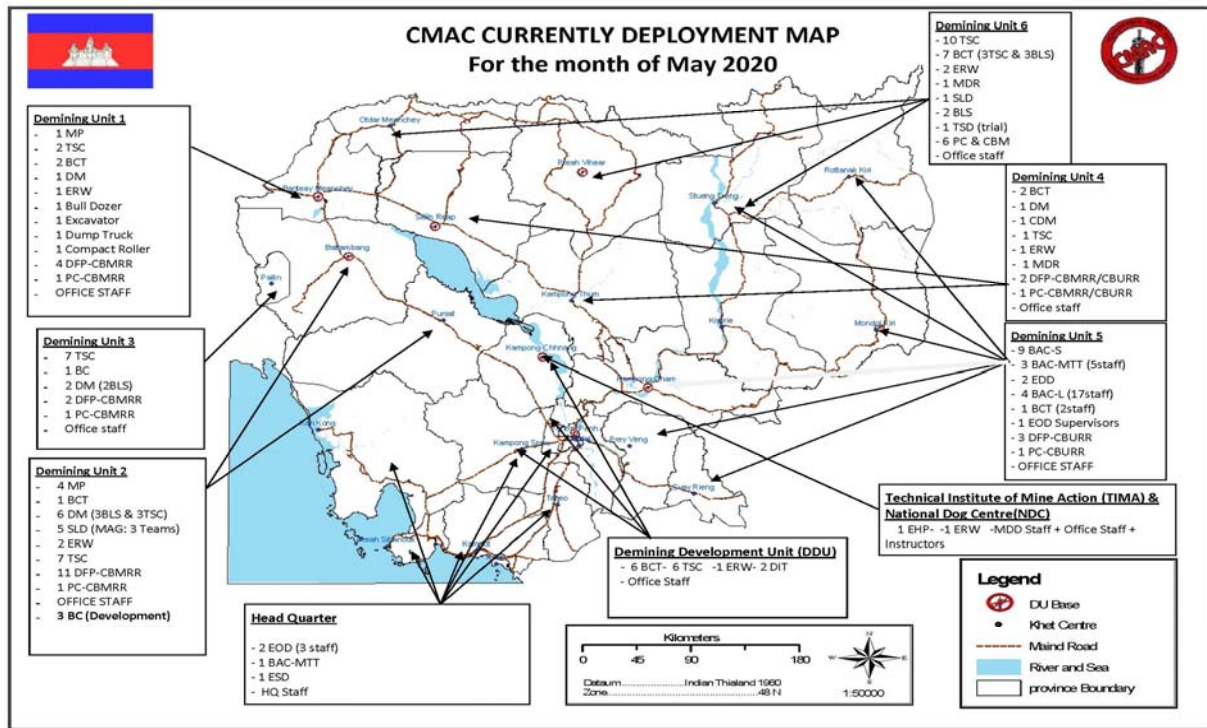 CMAC CURRENTLY DEPLOYMENT MAP
For the month of May 2020
CMAC
Demining Unit 1
- 1 MP
- 2 TSC
- 2 BCT
- 1 DM
- 1 ERW
- 1 Bull Dozer
- 1 Excavator
- 1 Dump Truck
- 1 Compact Roller
- 4 DFP-CBMRR
- 1 PC-CBMRR
- OFFICE STAFF
Demining Unit 3
- 7 TSC
- 1 BC
- 2 DM (2BLS)
- 2 DFP-CBMRR
- 1 PC-CBMRR
- Office staff
Demining Unit 2
- 4 MP
- 1 BCT
- 6 DM (3BLS & 3TSC)
- 5 SLD (MAG: 3 Teams)
- 2 ERW
- 7 TSC
- 11 DFP-CBMRR
- 1 PC-CBMRR
- OFFICE STAFF
- 3 BC (Development)
Head Quarter
- 2 EOD (3 staff)
- 1 BAC-MTT
- 1 ESD
- HQ Staff
Demining Development Unit (DDU)
- 6 BCT- 6 TSC -1 ERW- 2 DIT
- Office Staff
Demining Unit 6
- 10 TSC
- 7 BCT (3TSC & 3BLS)
- 2 ERW
- 1 MDR
- 1 SLD
- 2 BLS
- 1 TSD (trial)
- 6 PC & CBM
- Office staff
Demining Unit 4
- 2 BCT
- 1 DM
- 1 CDM
- 1 TSC
- 1 ERW
- 1 MDR
- 2 DFP-CBMRR/CBURR
- 1 PC-CBMRR/CBURR
- Office staff
Demining Unit 5
- 9 BAC-S
- 3 BAC-MTT (5staff)
- 2 EDD
- 4 BAC-L (17staff)
- 1 BCT (2staff)
- 1 EOD Supervisors
- 3 DFP-CBURR
- 1 PC-CBURR
- OFFICE STAFF
Technical Institute of Mine Action (TIMA) &
National Dog Centre(NDC)
1 EHP- -1 ERW -MDD Staff + Office Staff +
Instructors
Otdar Meanchey
Preah Vihear
Rottanak Kiri
Stueng Treng
Banteay Meanchey
Siem Reap
Battambang
Pailin
Kampong Thum
Pursat
Kratie
Mondol Kiri
Kampong Chhnang
Kampong Cham
Prey Veng
Kampong Speu
Svay Rieng
Takeo
Kampot
Legend
DU Base
Khet Centre
Maind Road
River and Sea
province Boundary
Kilometers
0 45 90 180
Dataum Indian Thialand 1960
Zone 48 N
N
W E
S
1:50000